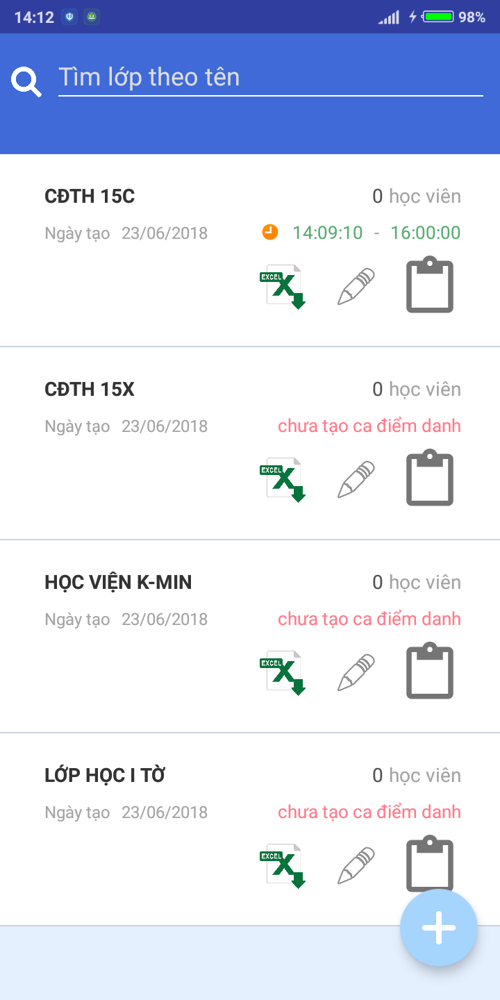 14:12 98%
Tìm lớp theo tên
CĐTH 15C 0 học viên
Ngày tạo 23/06/2018 14:09:10 - 16:00:00
EXCEL X
CĐTH 15X 0 học viên
Ngày tạo 23/06/2018 chưa tạo ca điểm danh
EXCEL X
HỌC VIỆN K-MIN 0 học viên
Ngày tạo 23/06/2018 chưa tạo ca điểm danh
EXCEL X
LỚP HỌC I TỜ 0 học viên
Ngày tạo 23/06/2018 chưa tạo ca điểm danh
EXCEL X